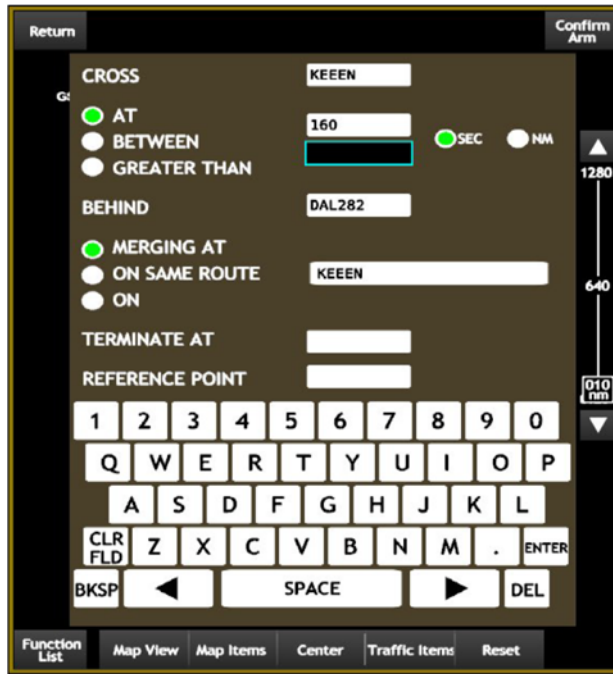 Return
Confirm Arm
CROSS KEEEN
AT 160 SEC NM
BETWEEN
GREATER THAN
BEHIND DAL282
MERGING AT
ON SAME ROUTE KEEEN
ON
TERMINATE AT
REFERENCE POINT
1280
640
010
nm
1 2 3 4 5 6 7 8 9 0
Q W E R T Y U I O P
A S D F G H J K L
CLR FLD Z X C V B N M . ENTER
BKSP SPACE DEL
Function List Map View Map Items Center Traffic Items Reset